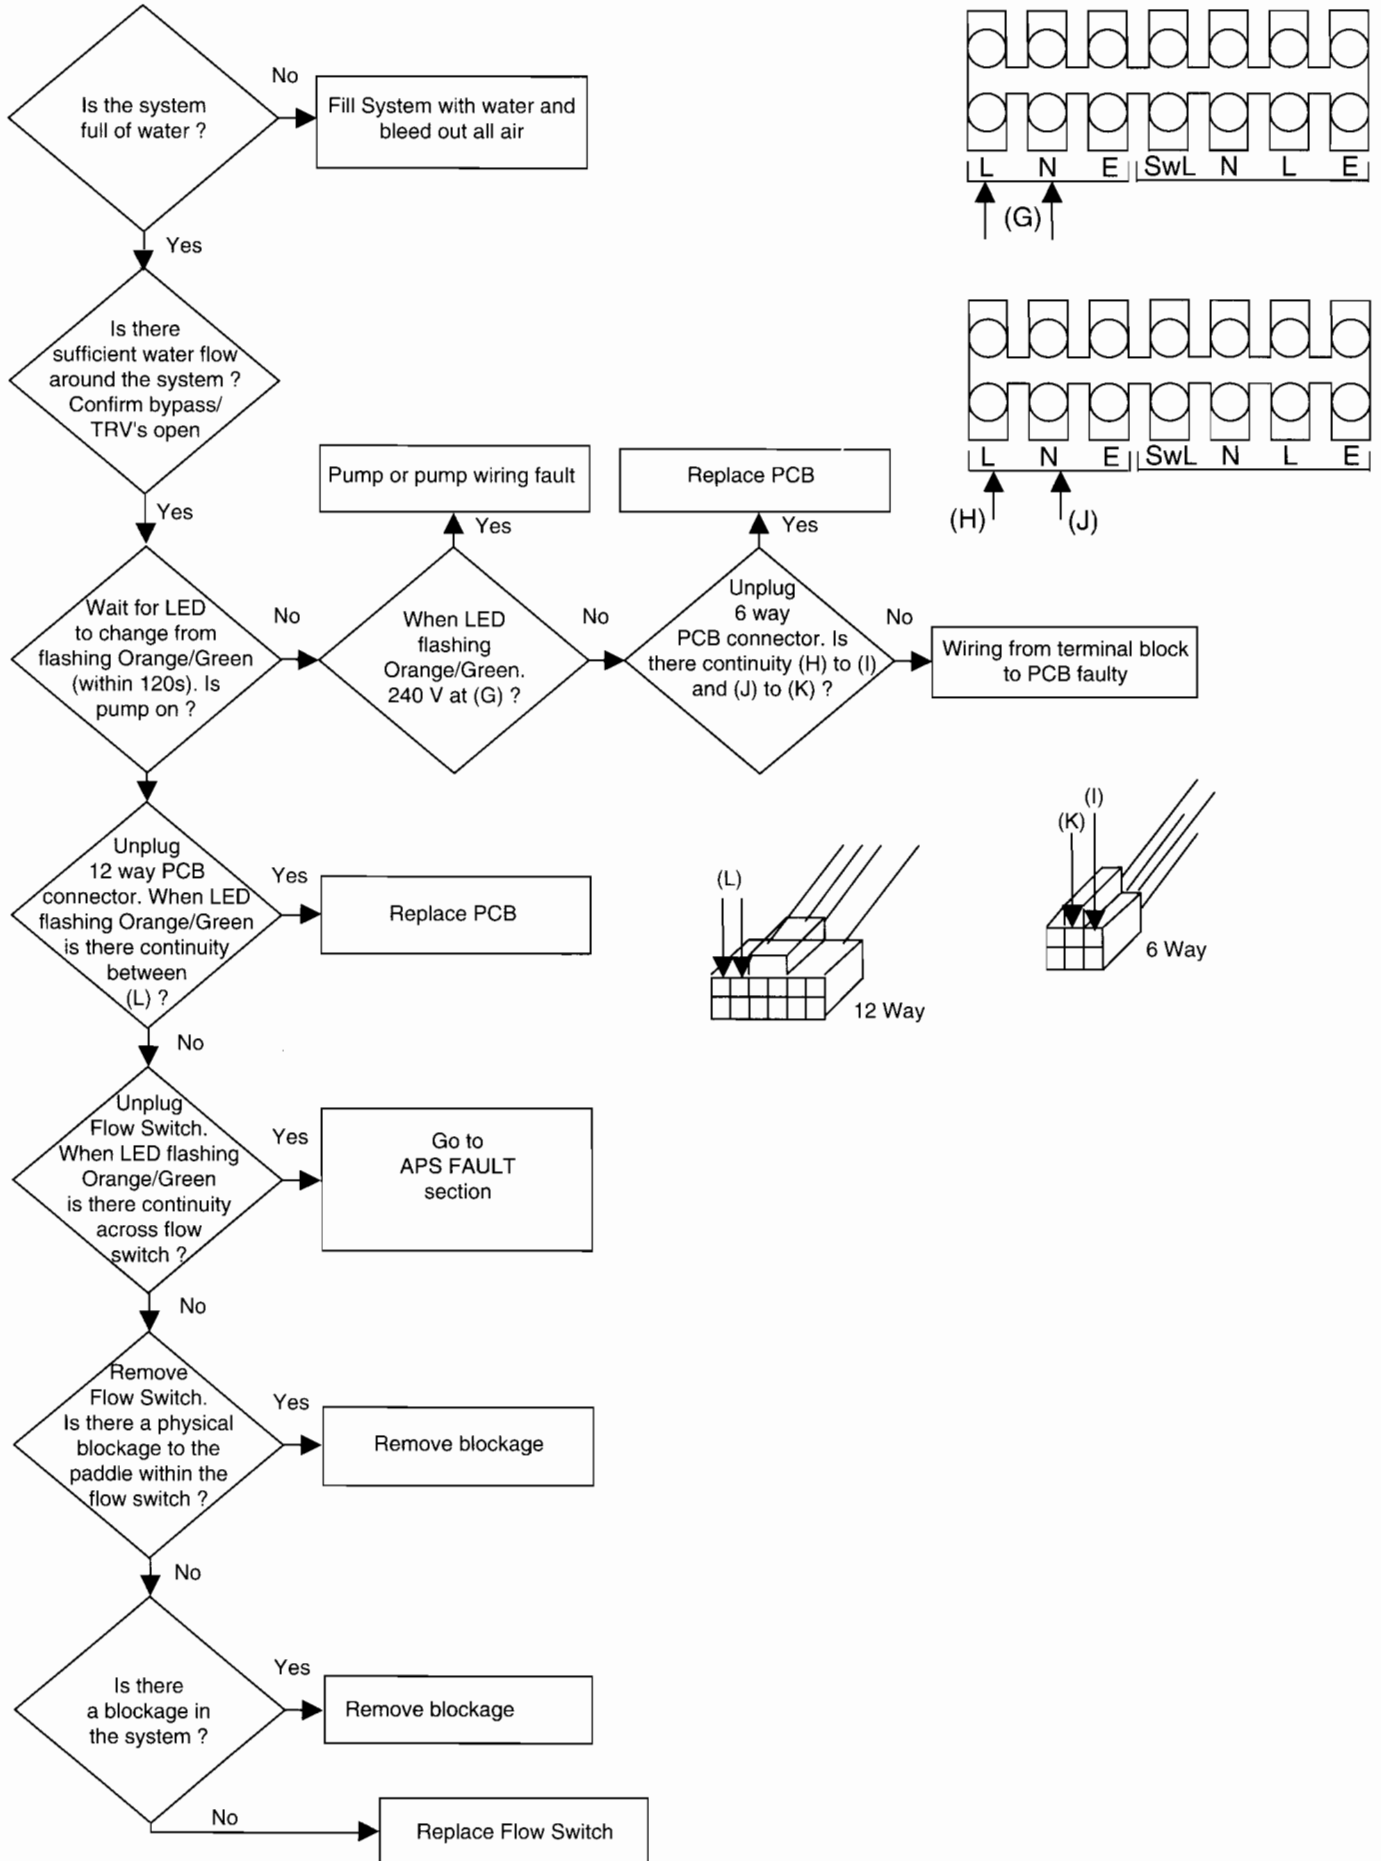 Is the system
full of water ?
No
Fill System with water and
bleed out all air
Yes
Is there
sufficient water flow
around the system ?
Confirm bypass/
TRV's open
Yes
Wait for LED
to change from
flashing Orange/Green
(within 120s). Is
pump on ?
No
When LED
flashing
Orange/Green.
240 V at (G) ?
Yes
Pump or pump wiring fault
No
Unplug
6 way
PCB connector. Is
there continuity (H) to (I)
and (J) to (K) ?
Yes
Replace PCB
No
Wiring from terminal block
to PCB faulty
Unplug
12 way PCB
connector. When LED
flashing Orange/Green
is there continuity
between
(L) ?
Yes
Replace PCB
No
Unplug
Flow Switch.
When LED flashing
Orange/Green
is there continuity
across flow
switch ?
Yes
Go to
APS FAULT
section
No
Remove
Flow Switch.
Is there a physical
blockage to the
paddle within the
flow switch ?
Yes
Remove blockage
No
Is there
a blockage in
the system ?
Yes
Remove blockage
No
Replace Flow Switch
L N E SwL N L E
(G)
L N E SwL N L E
(H) (J)
(L)
12 Way
(I)
(K)
6 Way